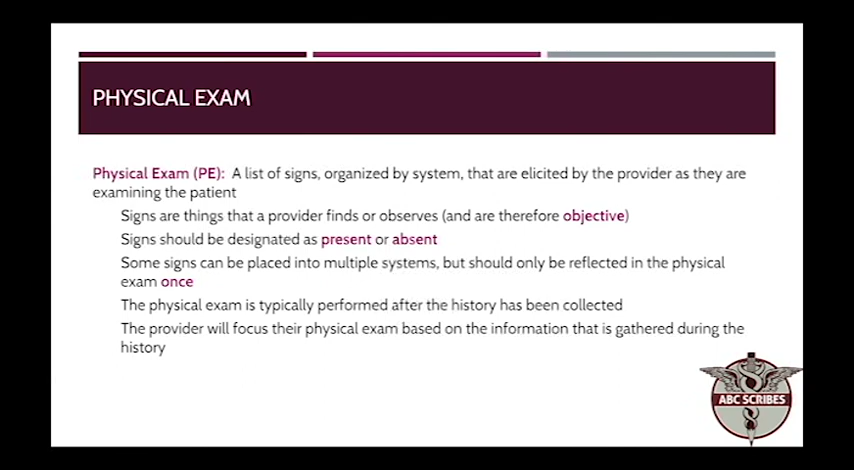 PHYSICAL EXAM
Physical Exam (PE): A list of signs, organized by system, that are elicited by the provider as they are
examining the patient
Signs are things that a provider finds or observes (and are therefore objective)
Signs should be designated as present or absent
Some signs can be placed into multiple systems, but should only be reflected in the physical
exam once
The physical exam is typically performed after the history has been collected
The provider will focus their physical exam based on the information that is gathered during the
history
ABC SCRIBES